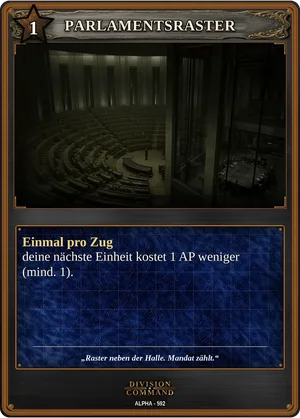 1
PARLAMENTSRASTER
Einmal pro Zug
deine nächste Einheit kostet 1 AP weniger
(mind. 1).
„Raster neben der Halle. Mandat zählt.“
DIVISION
COMMAND
ALPHA - 592